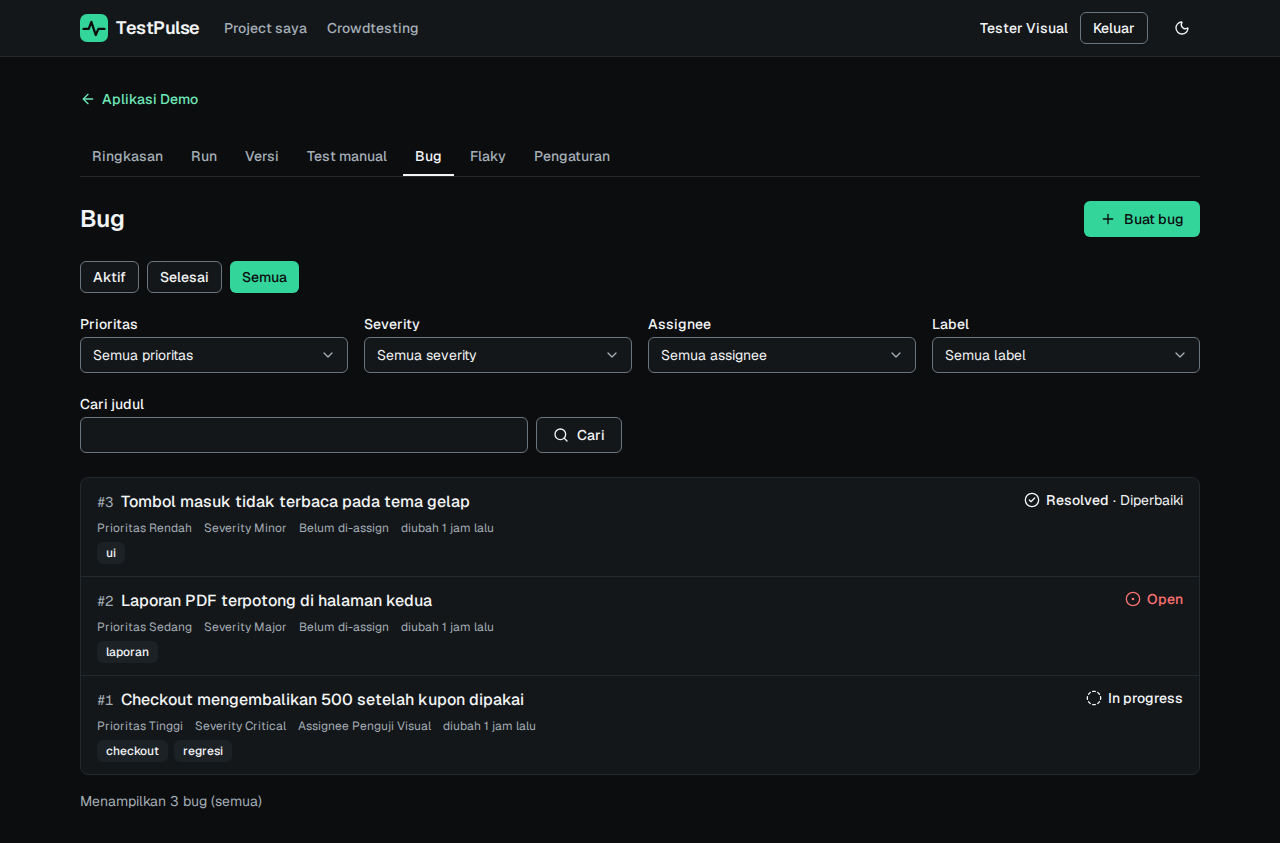 TestPulse Project saya Crowdtesting Tester Visual Keluar
Aplikasi Demo
Ringkasan Run Versi Test manual Bug Flaky Pengaturan
Bug Buat bug
Aktif Selesai Semua
Prioritas Severity Assignee Label
Semua prioritas Semua severity Semua assignee Semua label
Cari judul
Cari
#3 Tombol masuk tidak terbaca pada tema gelap Resolved · Diperbaiki
Prioritas Rendah Severity Minor Belum di-assign diubah 1 jam lalu
ui
#2 Laporan PDF terpotong di halaman kedua Open
Prioritas Sedang Severity Major Belum di-assign diubah 1 jam lalu
laporan
#1 Checkout mengembalikan 500 setelah kupon dipakai In progress
Prioritas Tinggi Severity Critical Assignee Penguji Visual diubah 1 jam lalu
checkout regresi
Menampilkan 3 bug (semua)